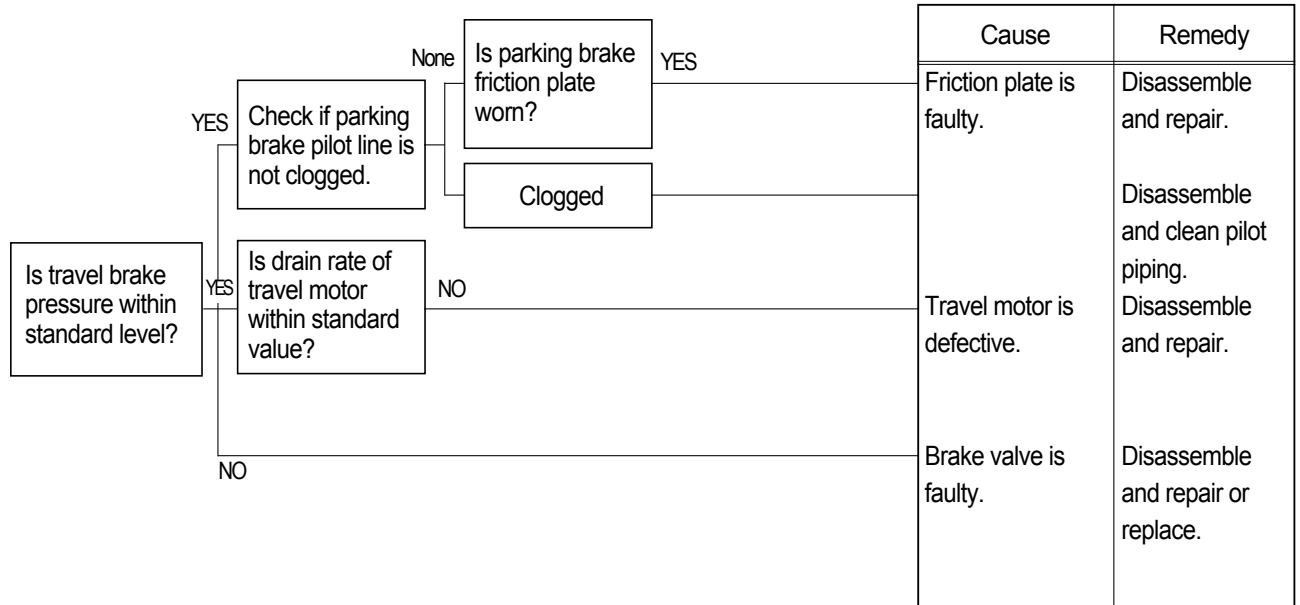 Cause
Remedy
None
Is parking brake
friction plate
worn?
YES
Friction plate is
faulty.
Disassemble
and repair.
YES
Check if parking
brake pilot line is
not clogged.
Clogged
Disassemble
and clean pilot
piping.
Is travel brake
pressure within
standard level?
YES
Is drain rate of
travel motor
within standard
value?
NO
Travel motor is
defective.
Disassemble
and repair.
NO
Brake valve is
faulty.
Disassemble
and repair or
replace.